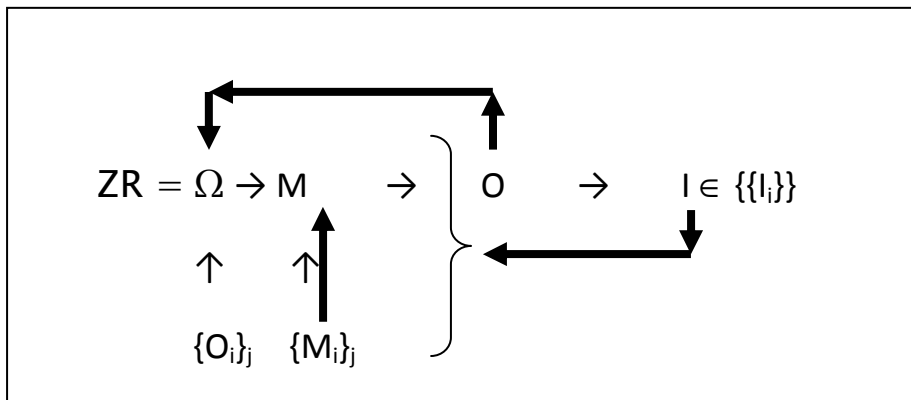 ZR = Ω → M → O → I ∈ {{Iᵢ}}
↑ ↑
{Oᵢ}ⱼ {Mᵢ}ⱼ